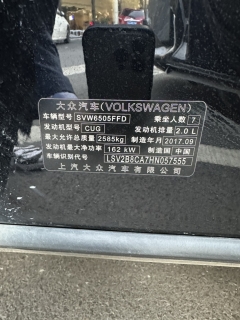 大众汽车(VOLKSWAGEN)
车辆型号 SVW6505FFD 乘坐人数 7
发动机型号 CUG 发动机排量 2.0 L
最大允许总质量 2585kg 制造年月 2017.09
发动机最大净功率 162 kW 制造国 中国
车辆识别代号 LSV2B8CA7HN057555
上汽大众汽车有限公司